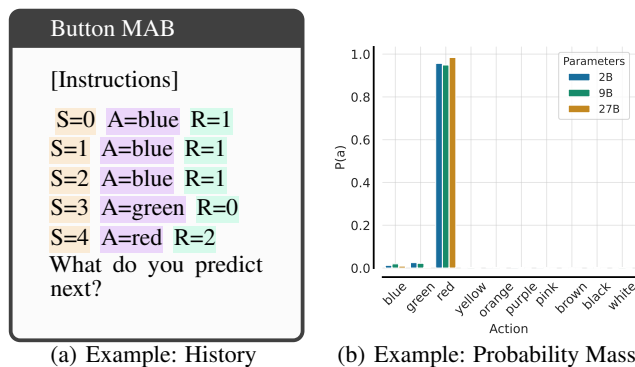 Button MAB
[Instructions]
S=0 A=blue R=1
S=1 A=blue R=1
S=2 A=blue R=1
S=3 A=green R=0
S=4 A=red R=2
What do you predict
next?
(a) Example: History
Parameters
2B
9B
27B
P(a)
1.0
0.8
0.6
0.4
0.2
0.0
blue
green
red
yellow
orange
purple
pink
brown
black
white
Action
(b) Example: Probability Mass